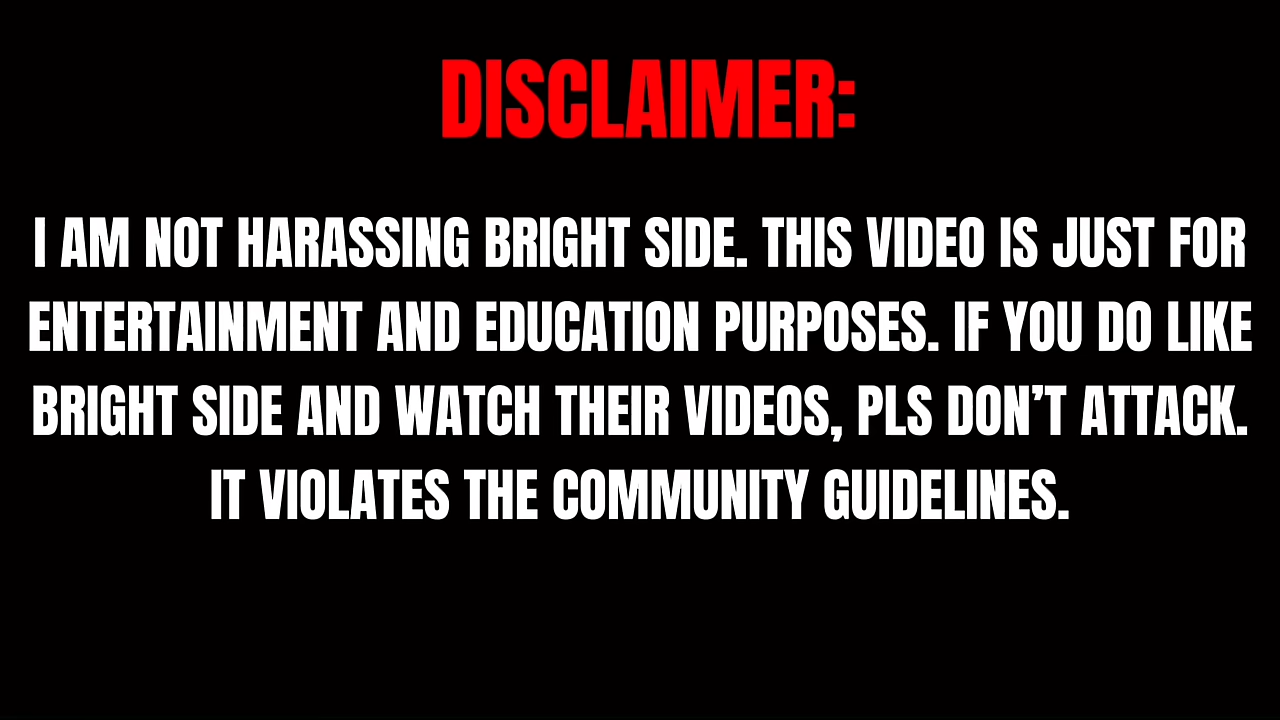 DISCLAIMER:
I AM NOT HARASSING BRIGHT SIDE. THIS VIDEO IS JUST FOR
ENTERTAINMENT AND EDUCATION PURPOSES. IF YOU DO LIKE
BRIGHT SIDE AND WATCH THEIR VIDEOS, PLS DON’T ATTACK.
IT VIOLATES THE COMMUNITY GUIDELINES.